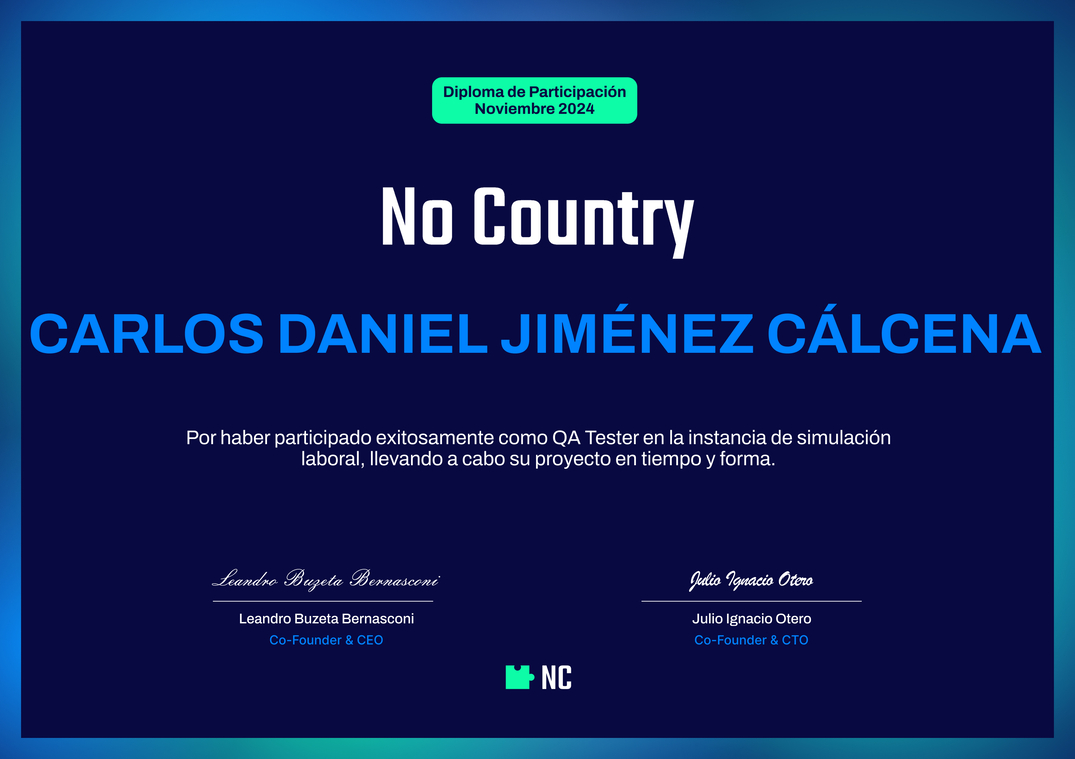 Diploma de Participación
Noviembre 2024
No Country
CARLOS DANIEL JIMÉNEZ CÁLCENA
Por haber participado exitosamente como QA Tester en la instancia de simulación
laboral, llevando a cabo su proyecto en tiempo y forma.
Leandro Buzeta Bernasconi
Leandro Buzeta Bernasconi
Co-Founder & CEO
Julio Ignacio Otero
Julio Ignacio Otero
Co-Founder & CTO
NC